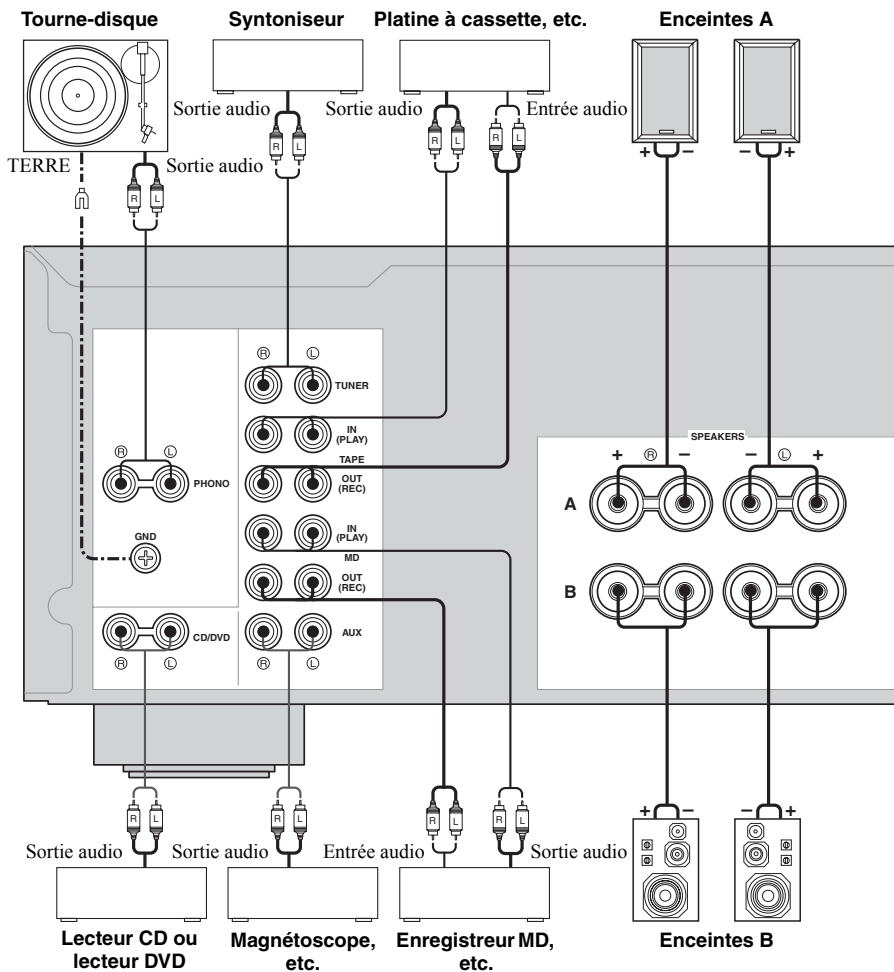 Tourne-disque
Syntoniseur
Platine à cassette, etc.
Enceintes A
Sortie audio
Sortie audio
Entrée audio
R L
R L
R L
+ − − +
TERRE
Sortie audio
R L
R L
TUNER
IN
(PLAY)
TAPE
OUT
(REC)
R L
PHONO
IN
(PLAY)
MD
OUT
(REC)
GND
CD/DVD
R L
AUX
R L
SPEAKERS
+ R − − L +
A
B
R L
R L
R L
R L
+ − − +
Sortie audio
Sortie audio
Entrée audio
Sortie audio
Lecteur CD ou
lecteur DVD
Magnétoscope,
etc.
Enregistreur MD,
etc.
Enceintes B